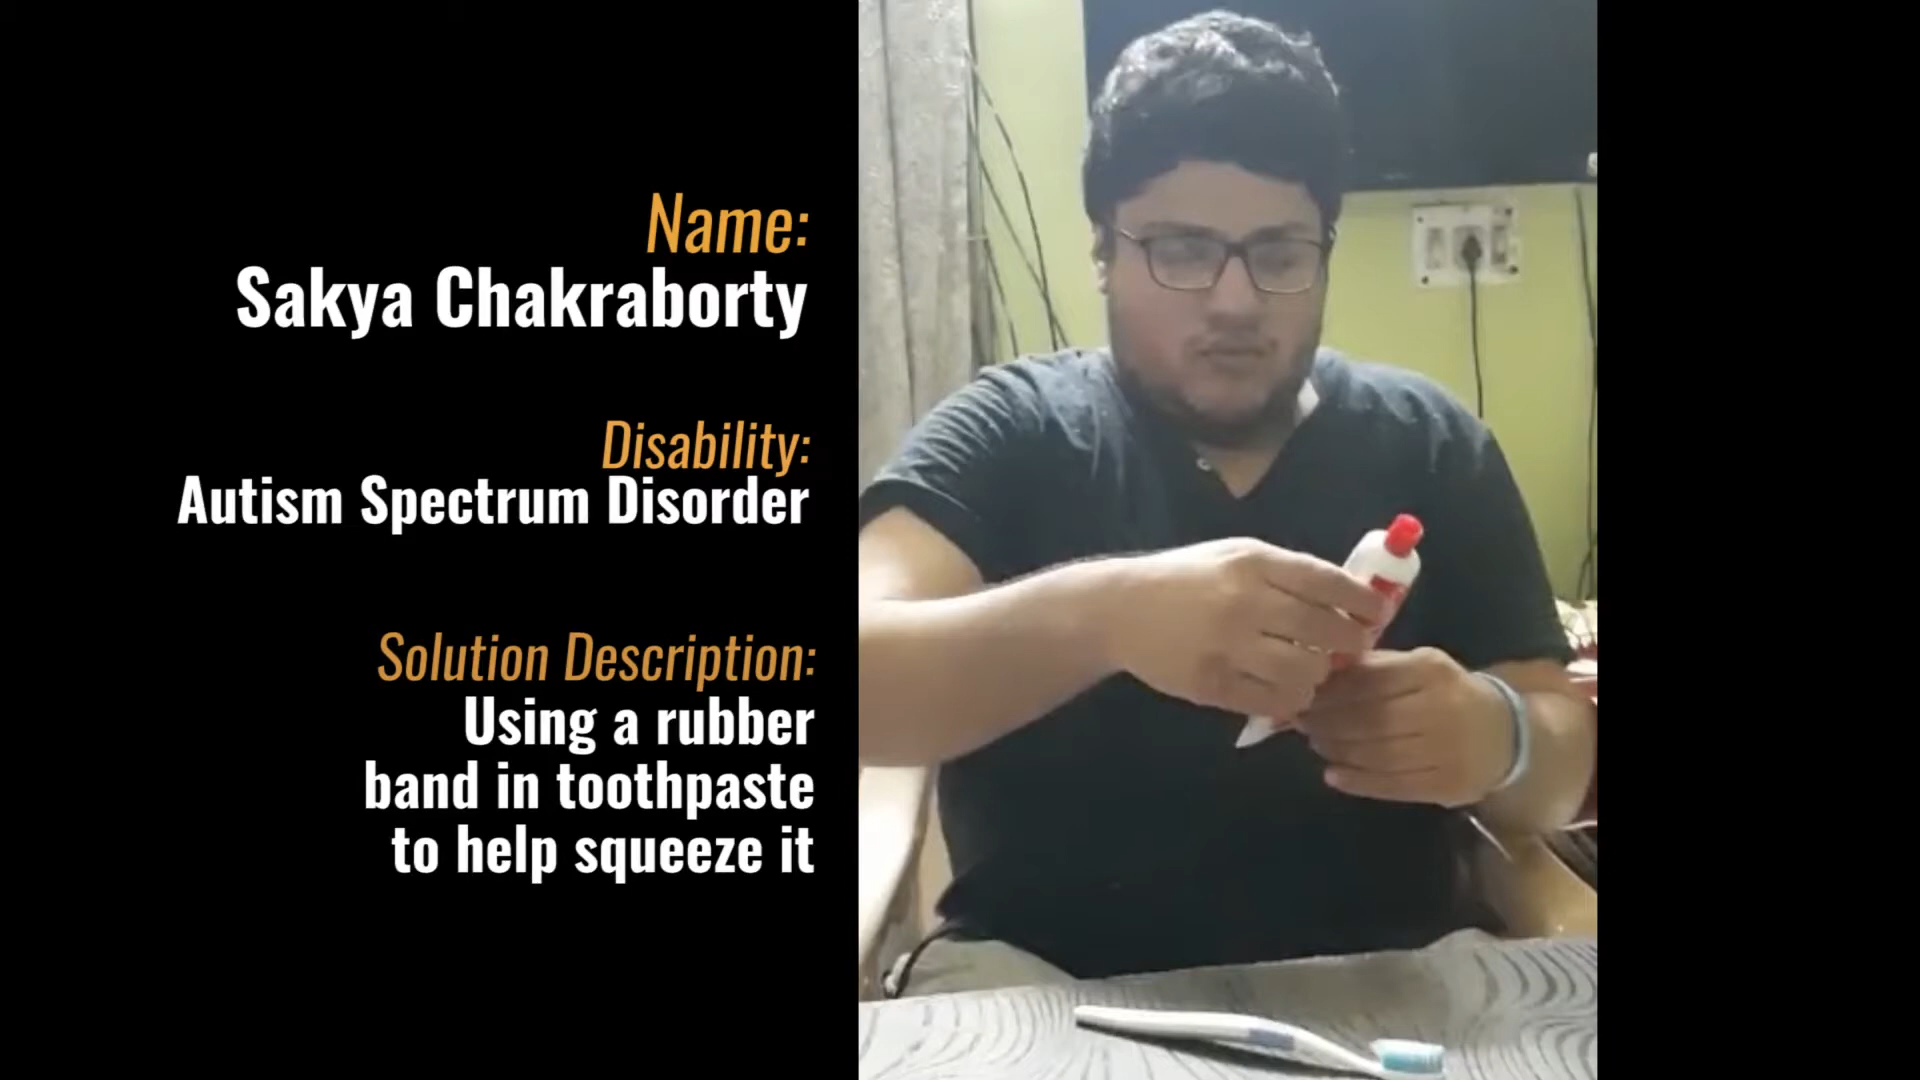 Name:
Sakya Chakraborty
Disability:
Autism Spectrum Disorder
Solution Description:
Using a rubber
band in toothpaste
to help squeeze it